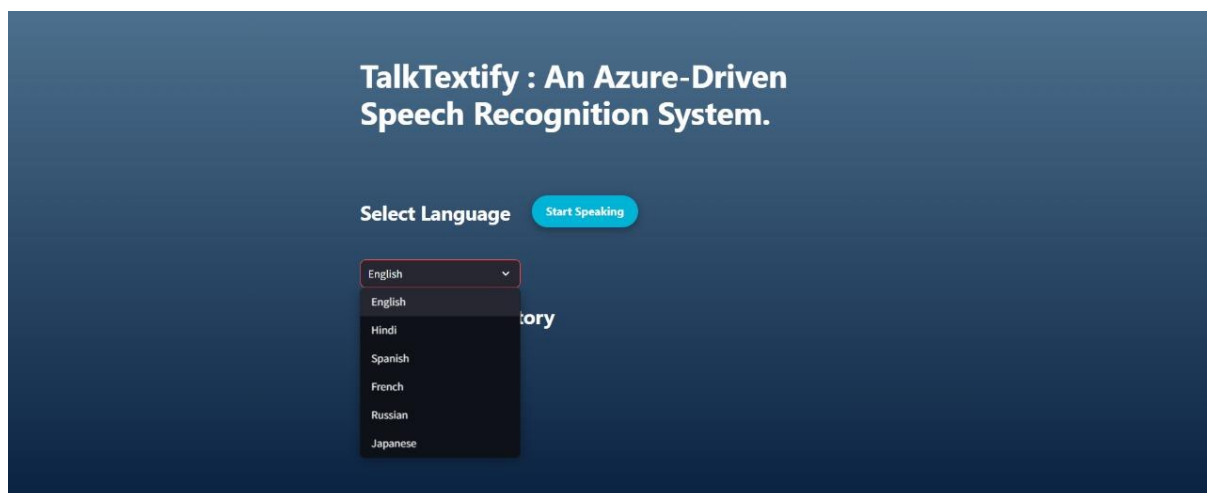 TalkTextify : An Azure-Driven
Speech Recognition System.
Select Language
Start Speaking
English
English
tory
Hindi
Spanish
French
Russian
Japanese